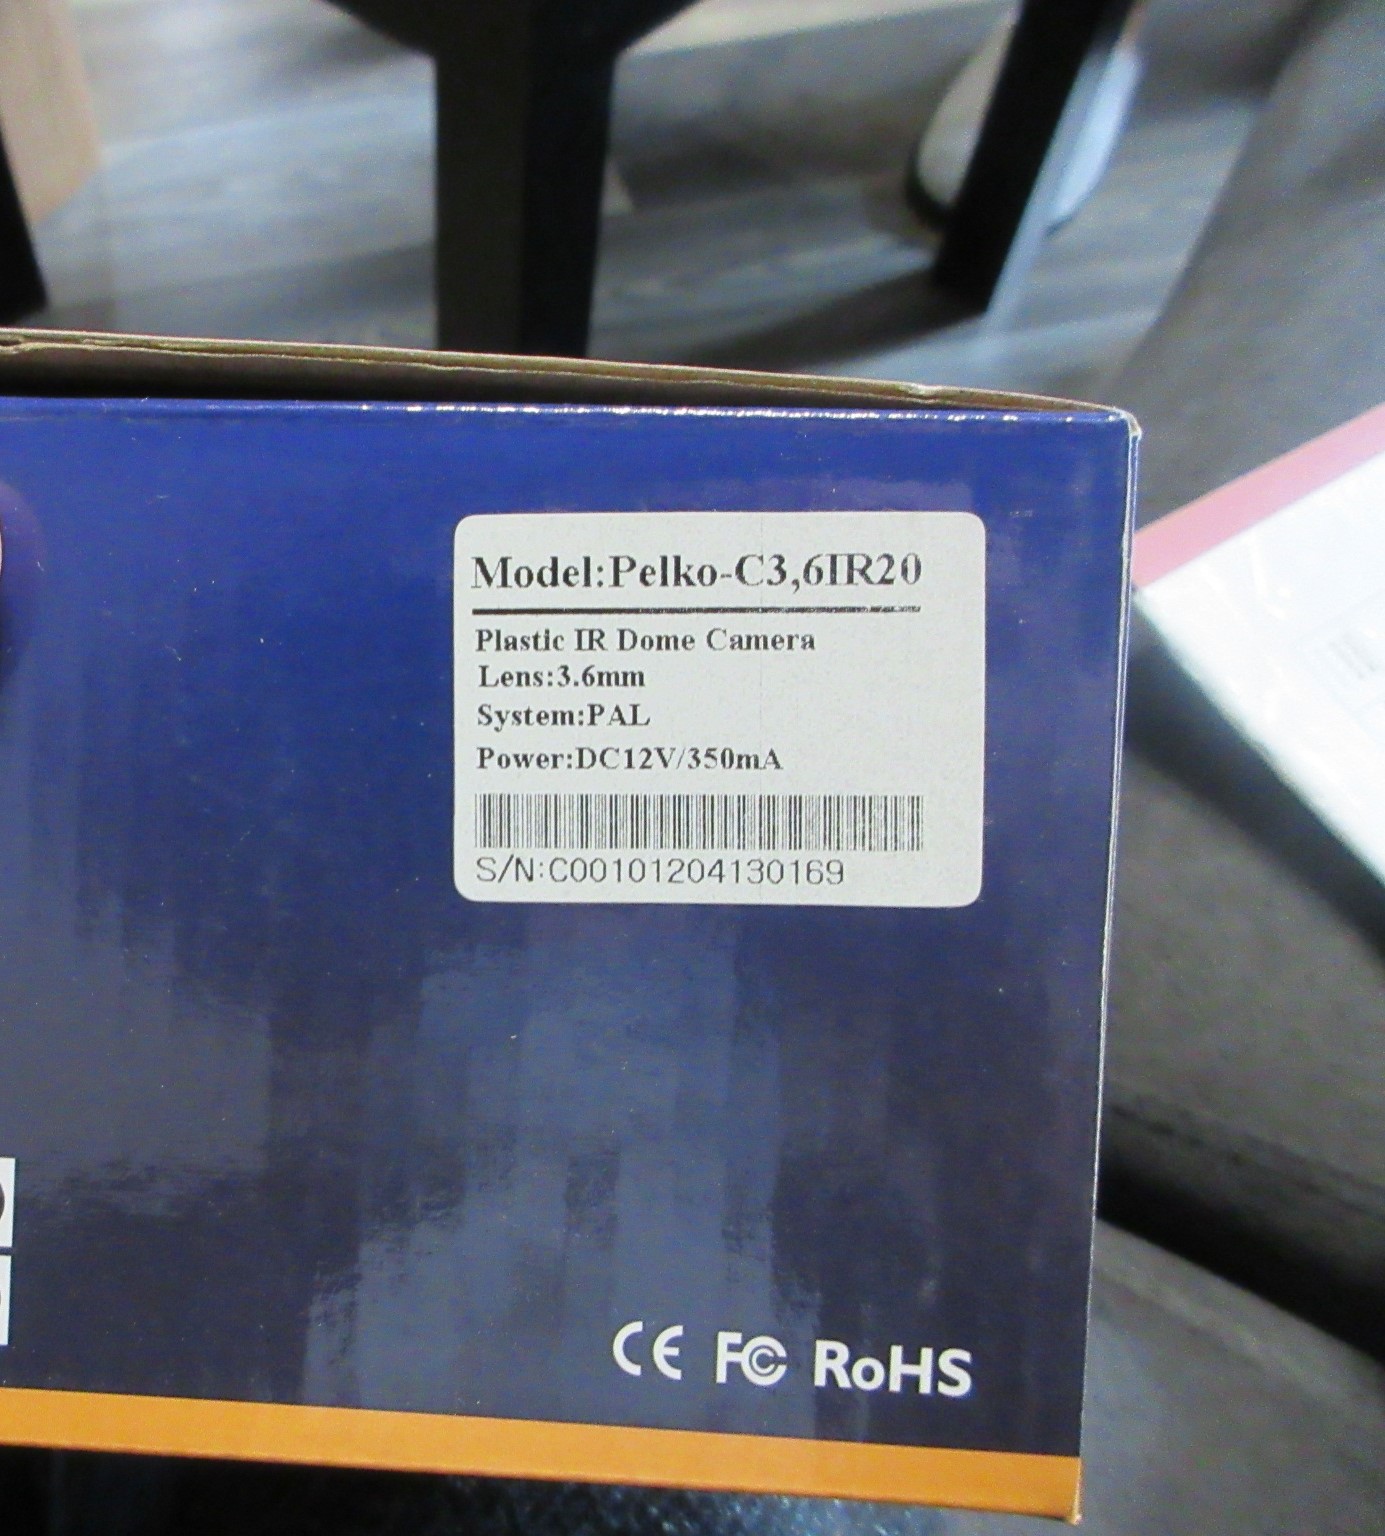 Model:Pelko-C3,6IR20
Plastic IR Dome Camera
Lens:3.6mm
System:PAL
Power:DC12V/350mA
S/N:C00101204130169
CE FC RoHS